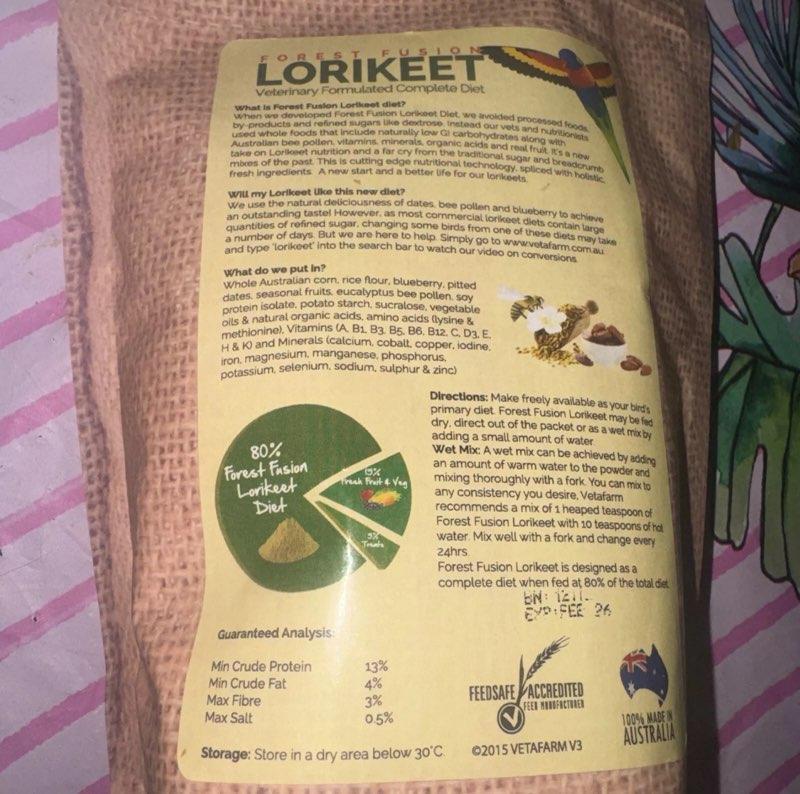 FOREST FUSION
LORIKEET
Veterinary Formulated Complete Diet
What is Forest Fusion Lorikeet diet?
When we developed Forest Fusion Lorikeet Diet, we avoided processed foods,
by-products and refined sugars like dextrose. Instead our vets and nutritionists
used whole foods that include naturally low GI carbohydrates along with
Australian bee pollen, vitamins, minerals, organic acids and real fruit. It's a new
take on Lorikeet nutrition and a far cry from the traditional sugar and breadcrumb
mixes of the past. This is cutting edge nutritional technology, spliced with holistic,
fresh ingredients. A new start and a better life for our lorikeets.
Will my Lorikeet like this new diet?
We use the natural deliciousness of dates, bee pollen and blueberry to achieve
an outstanding taste! However, as most commercial lorikeet diets contain large
quantities of refined sugar, changing some birds from one of these diets may take
a number of days. But we are here to help. Simply go to www.vetafarm.com.au
and type 'lorikeet' into the search bar to watch our video on conversions.
What do we put in?
Whole Australian corn, rice flour, blueberry, pitted
dates, seasonal fruits, eucalyptus bee pollen, soy
protein isolate, potato starch, sucralose, vegetable
oils & natural organic acids, amino acids (lysine &
methionine), Vitamins (A, B1, B3, B5, B6, B12, C, D3, E,
H & K) and Minerals (calcium, cobalt, copper, iodine,
iron, magnesium, manganese, phosphorus,
potassium, selenium, sodium, sulphur & zinc)
80%
Forest Fusion
Lorikeet
Diet
15%
Fresh Fruit & Veg
5%
Treats
Directions: Make freely available as your bird's
primary diet. Forest Fusion Lorikeet may be fed
dry, direct out of the packet or as a wet mix by
adding a small amount of water.
Wet Mix: A wet mix can be achieved by adding
an amount of warm water to the powder and
mixing thoroughly with a fork. You can mix to
any consistency you desire, Vetafarm
recommends a mix of 1 heaped teaspoon of
Forest Fusion Lorikeet with 10 teaspoons of hot
water. Mix well with a fork and change every
24hrs.
Forest Fusion Lorikeet is designed as a
complete diet when fed at 80% of the total diet
BN:
EXP: FEB 26
Guaranteed Analysis:
Min Crude Protein 13%
Min Crude Fat 4%
Max Fibre 3%
Max Salt 0.5%
FEEDSAFE ACCREDITED
FEED MANUFACTURER
100% MADE IN
AUSTRALIA
Storage: Store in a dry area below 30°C
©2015 VETAFARM V3